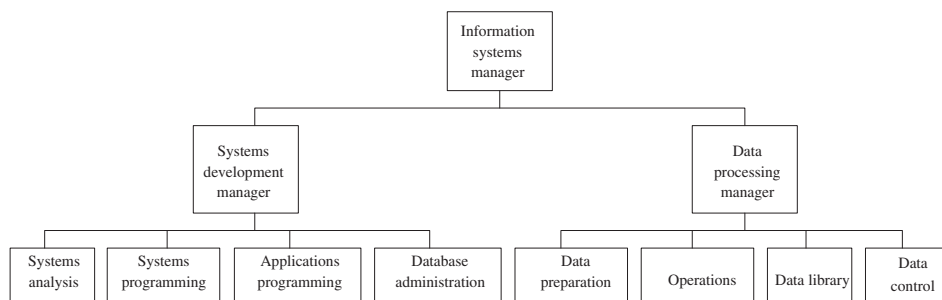 Information
systems
manager
Systems
development
manager
Data
processing
manager
Systems
analysis
Systems
programming
Applications
programming
Database
administration
Data
preparation
Operations
Data library
Data
control